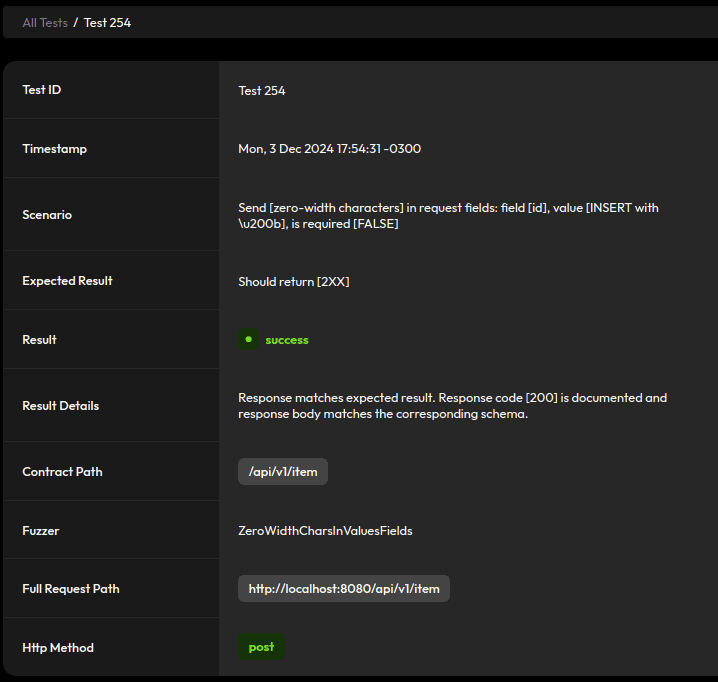 All Tests / Test 254
Test ID
Test 254
Timestamp
Mon, 3 Dec 2024 17:54:31 -0300
Scenario
Send [zero-width characters] in request fields: field [id], value [INSERT with
\u200b], is required [FALSE]
Expected Result
Should return [2XX]
Result
success
Result Details
Response matches expected result. Response code [200] is documented and
response body matches the corresponding schema.
Contract Path
/api/v1/item
Fuzzer
ZeroWidthCharsInValuesFields
Full Request Path
http://localhost:8080/api/v1/item
Http Method
post